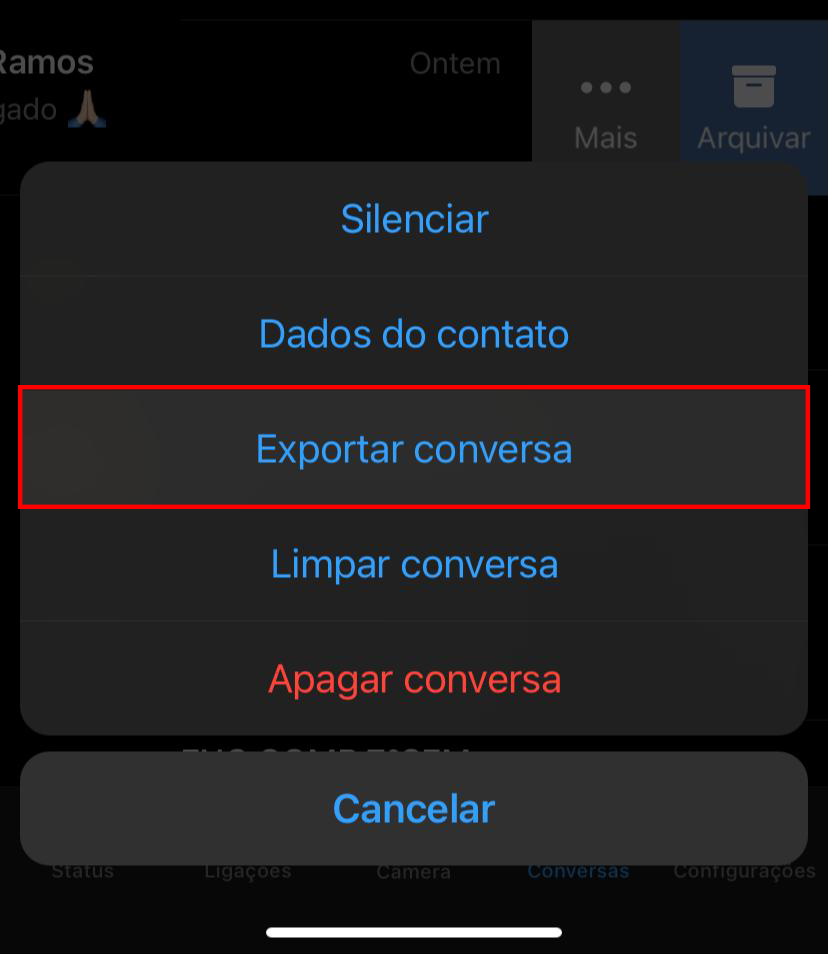 Ramos
Ontem
gado 🙏🏻
Mais
Arquivar
Silenciar
Dados do contato
Exportar conversa
Limpar conversa
Apagar conversa
Cancelar
Status
Ligações
Câmera
Conversas
Configurações